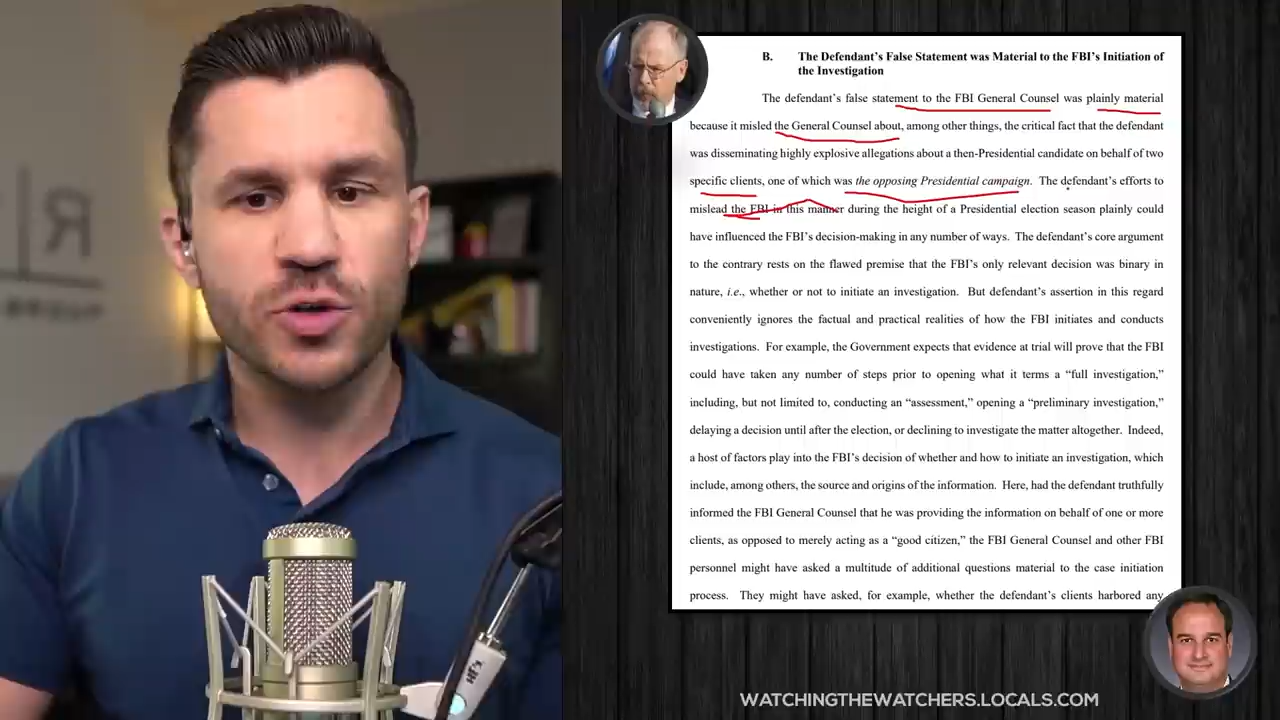 B. The Defendant's False Statement was Material to the FBI's Initiation of
the Investigation
The defendant's false statement to the FBI General Counsel was plainly material
because it misled the General Counsel about, among other things, the critical fact that the defendant
was disseminating highly explosive allegations about a then-Presidential candidate on behalf of two
specific clients, one of which was the opposing Presidential campaign. The defendant's efforts to
mislead the FBI in this manner during the height of a Presidential election season plainly could
have influenced the FBI's decision-making in any number of ways. The defendant's core argument
to the contrary rests on the flawed premise that the FBI's only relevant decision was binary in
nature, i.e., whether or not to initiate an investigation. But defendant's assertion in this regard
conveniently ignores the factual and practical realities of how the FBI initiates and conducts
investigations. For example, the Government expects that evidence at trial will prove that the FBI
could have taken any number of steps prior to opening what it terms a “full investigation,”
including, but not limited to, conducting an “assessment,” opening a “preliminary investigation,”
delaying a decision until after the election, or declining to investigate the matter altogether. Indeed,
a host of factors play into the FBI's decision of whether and how to initiate an investigation, which
include, among others, the source and origins of the information. Here, had the defendant truthfully
informed the FBI General Counsel that he was providing the information on behalf of one or more
clients, as opposed to merely acting as a “good citizen,” the FBI General Counsel and other FBI
personnel might have asked a multitude of additional questions material to the case initiation
process. They might have asked, for example, whether the defendant's clients harbored any
WATCHINGTHEWATCHERS.LOCALS.COM